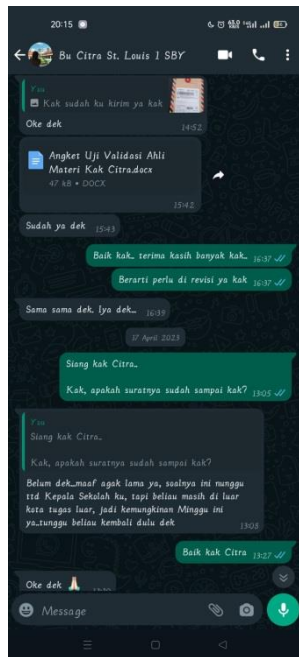 20:15
Bu Citra St. Louis 1 SBY
You
Kak sudah ku kirim ya kak
Oke dek
14:52
Angket Uji Validasi Ahli
Materi Kak Citra.docx
47 kB • DOCX
15:42
Sudah ya dek 15:43
Baik kak.. terima kasih banyak kak.. 16:37
Berarti perlu di revisi ya kak 16:37
Sama sama dek. Iya dek.. 16:39
17 April 2023
Siang kak Citra..
Kak, apakah suratnya sudah sampai kak? 13:05
You
Siang kak Citra..
Kak, apakah suratnya sudah sampai kak?
Belum dek..maaf agak lama ya, soalnya ini nunggu
ttd Kepala Sekolah ku, tapi beliau masih di luar
kota tugas luar, jadi kemungkinan Minggu ini
ya..tunggu beliau kembali dulu dek
Baik kak Citra 13:27
Oke dek
Message